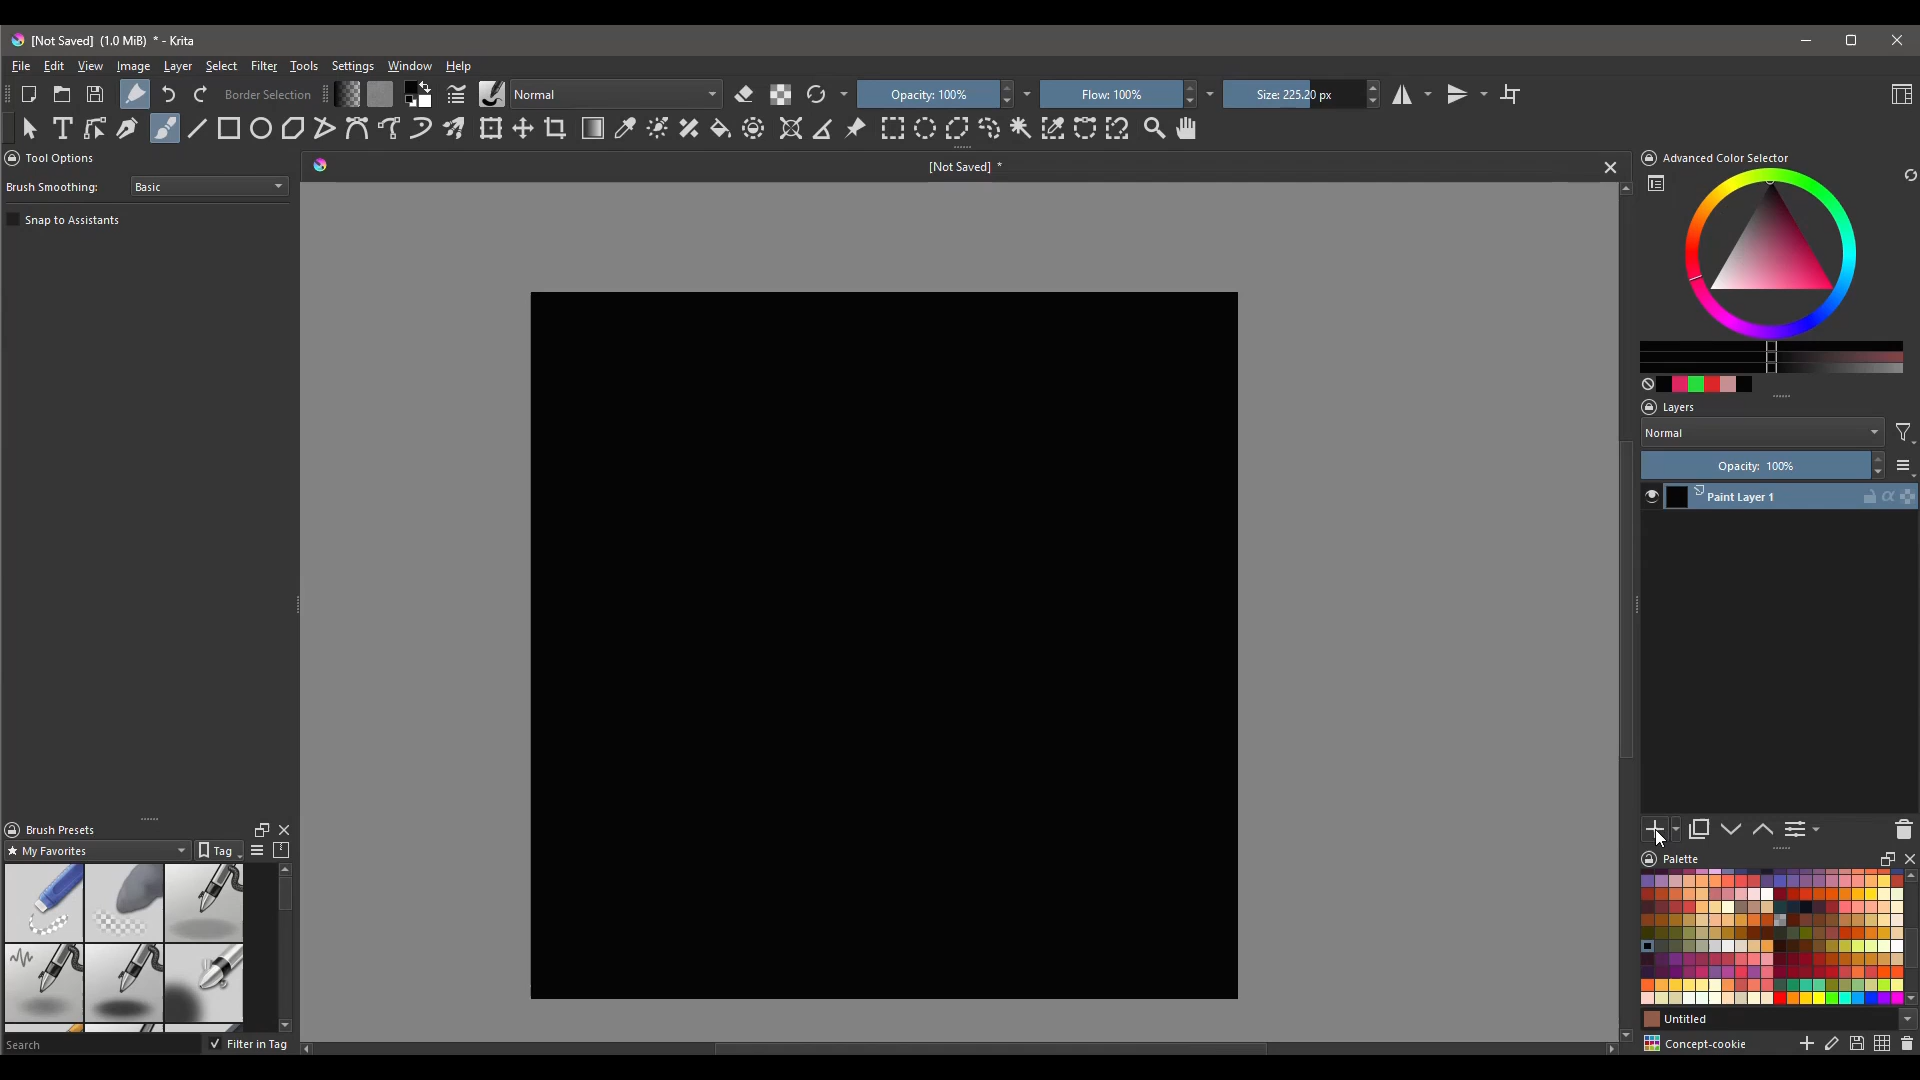 [Not Saved] (1.0 MiB) * - Krita
File Edit View Image Layer Select Filter Tools Settings Window Help
Border Selection Normal Opacity: 100% Flow: 100% Size: 225.20 px
Tool Options
Brush Smoothing: Basic
Snap to Assistants
[Not Saved] *
Advanced Color Selector
Layers
Normal
Opacity: 100%
Paint Layer 1
Brush Presets
★ My Favorites Tag
Search Filter in Tag
Palette
Untitled
Concept-cookie